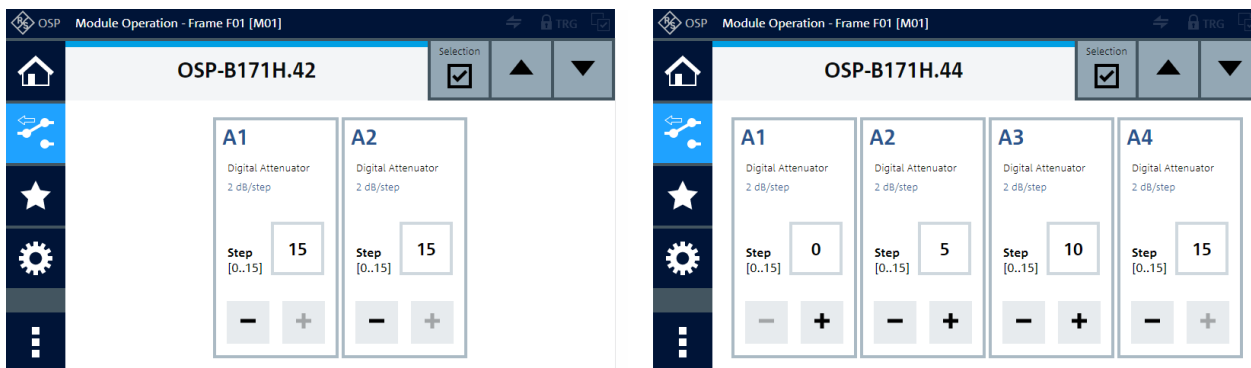 R&S OSP Module Operation - Frame F01 [M01] TRG
OSP-B171H.42 Selection
A1 A2
Digital Attenuator Digital Attenuator
2 dB/step 2 dB/step
Step 15 Step 15
[0..15] [0..15]
− + − +
R&S OSP Module Operation - Frame F01 [M01] TRG
OSP-B171H.44 Selection
A1 A2 A3 A4
Digital Attenuator Digital Attenuator Digital Attenuator Digital Attenuator
2 dB/step 2 dB/step 2 dB/step 2 dB/step
Step 0 Step 5 Step 10 Step 15
[0..15] [0..15] [0..15] [0..15]
− + − + − + − +